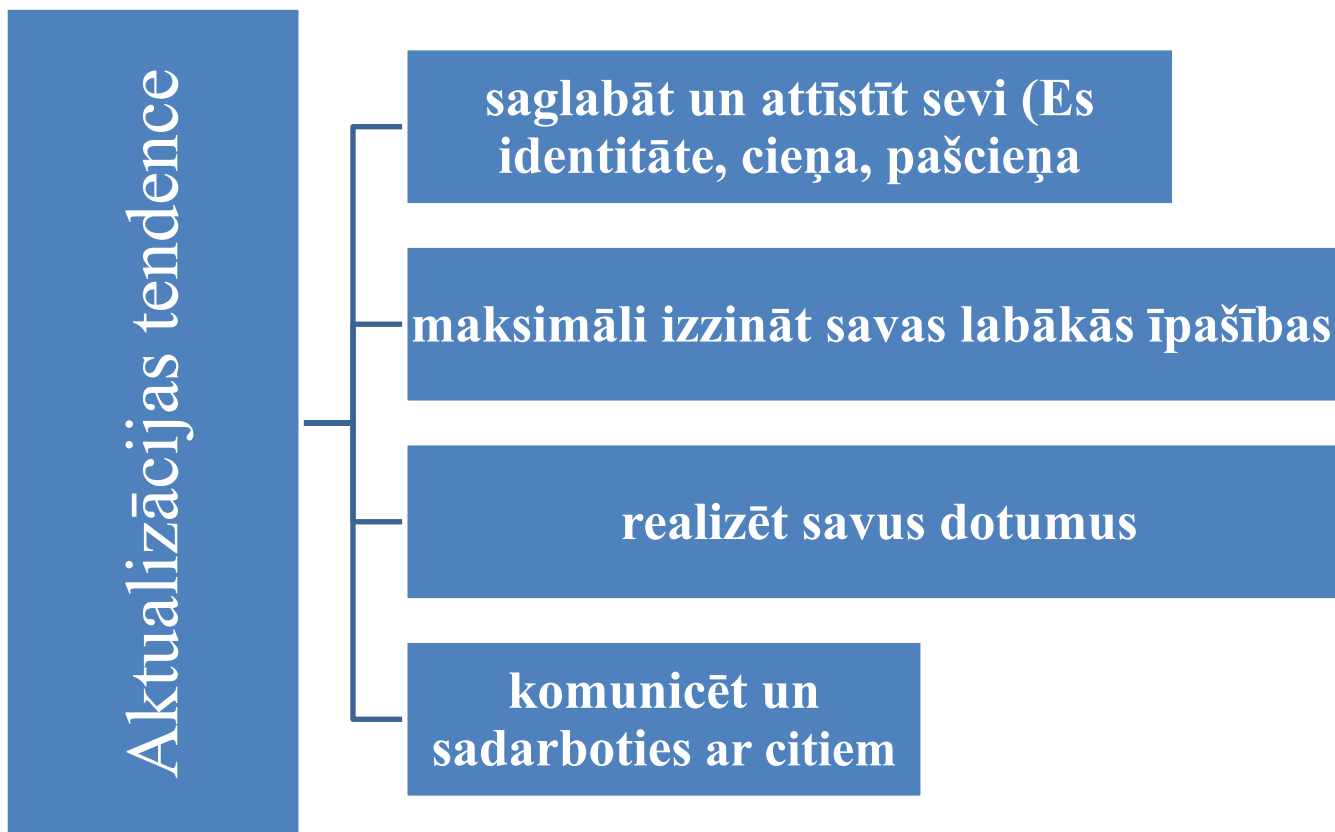 Aktualizācijas tendence
saglabāt un attīstīt sevi (Es
identitāte, cieņa, pašcieņa
maksimāli izzināt savas labākās īpašības
realizēt savus dotumus
komunicēt un
sadarboties ar citiem